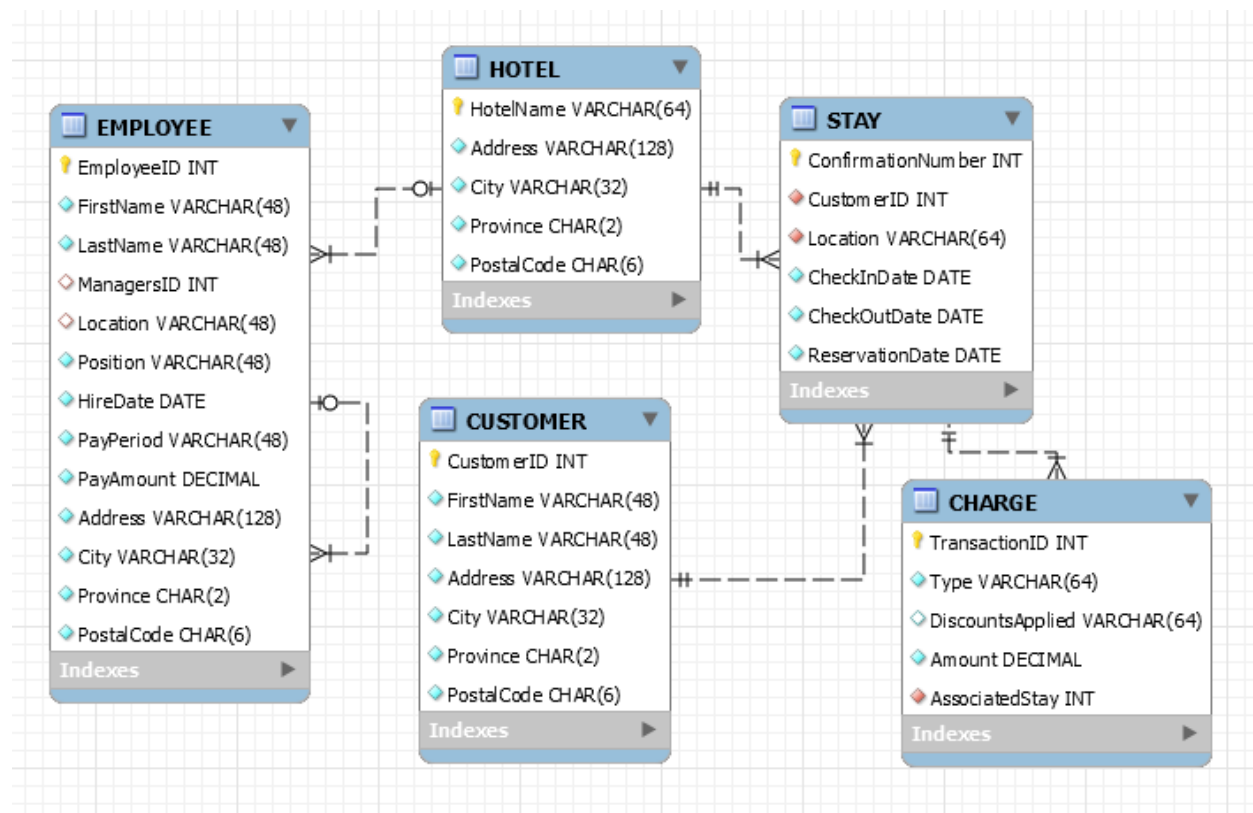 EMPLOYEE
EmployeeID INT
FirstName VARCHAR(48)
LastName VARCHAR(48)
ManagersID INT
Location VARCHAR(48)
Position VARCHAR(48)
HireDate DATE
PayPeriod VARCHAR(48)
PayAmount DECIMAL
Address VARCHAR(128)
City VARCHAR(32)
Province CHAR(2)
PostalCode CHAR(6)
Indexes
HOTEL
HotelName VARCHAR(64)
Address VARCHAR(128)
City VARCHAR(32)
Province CHAR(2)
PostalCode CHAR(6)
Indexes
STAY
ConfirmationNumber INT
CustomerID INT
Location VARCHAR(64)
CheckInDate DATE
CheckOutDate DATE
ReservationDate DATE
Indexes
CUSTOMER
CustomerID INT
FirstName VARCHAR(48)
LastName VARCHAR(48)
Address VARCHAR(128)
City VARCHAR(32)
Province CHAR(2)
PostalCode CHAR(6)
Indexes
CHARGE
TransactionID INT
Type VARCHAR(64)
DiscountsApplied VARCHAR(64)
Amount DECIMAL
AssociatedStay INT
Indexes